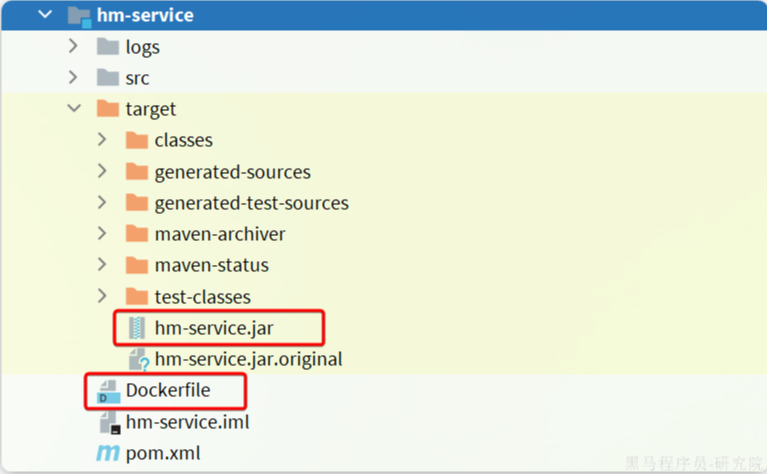 hm-service
logs
src
target
classes
generated-sources
generated-test-sources
maven-archiver
maven-status
test-classes
hm-service.jar
hm-service.jar.original
Dockerfile
hm-service.iml
pom.xml
黑马程序员-研究院